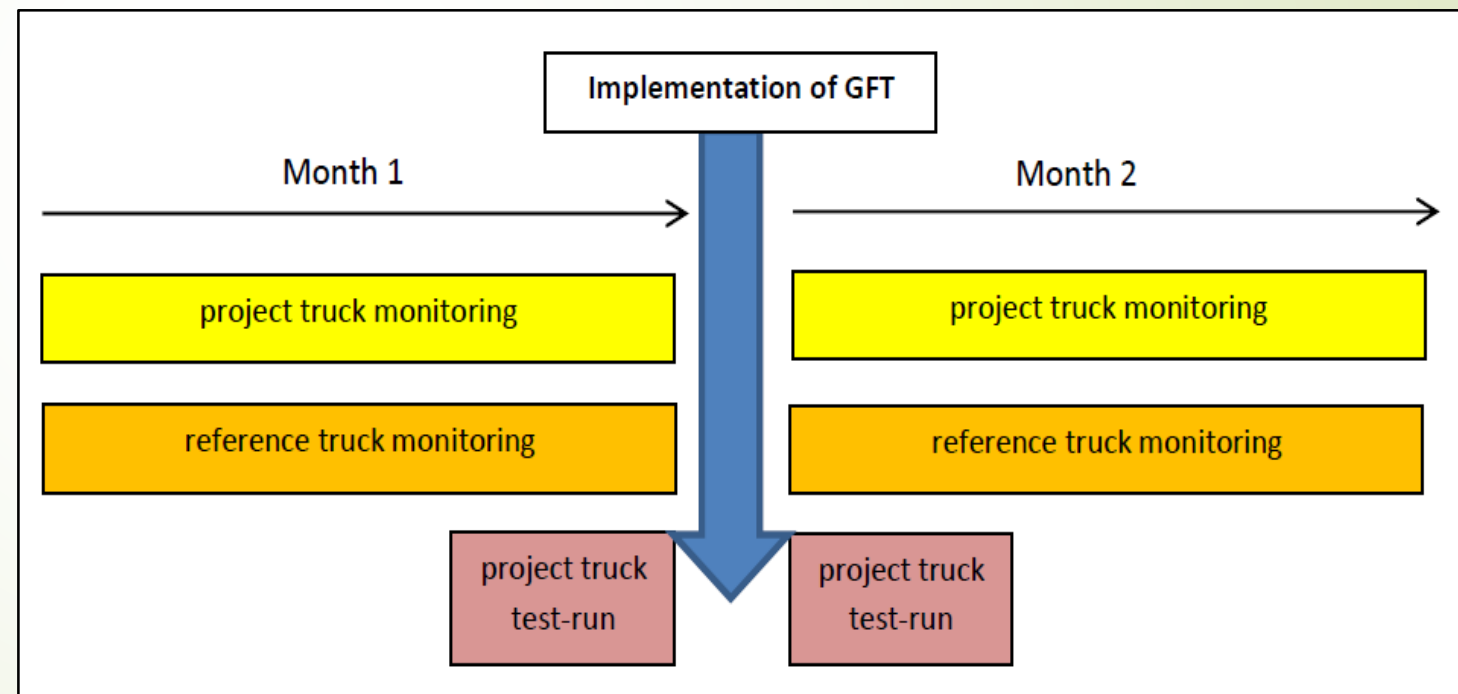 Implementation of GFT
Month 1
Month 2
project truck monitoring
project truck monitoring
reference truck monitoring
reference truck monitoring
project truck
test-run
project truck
test-run